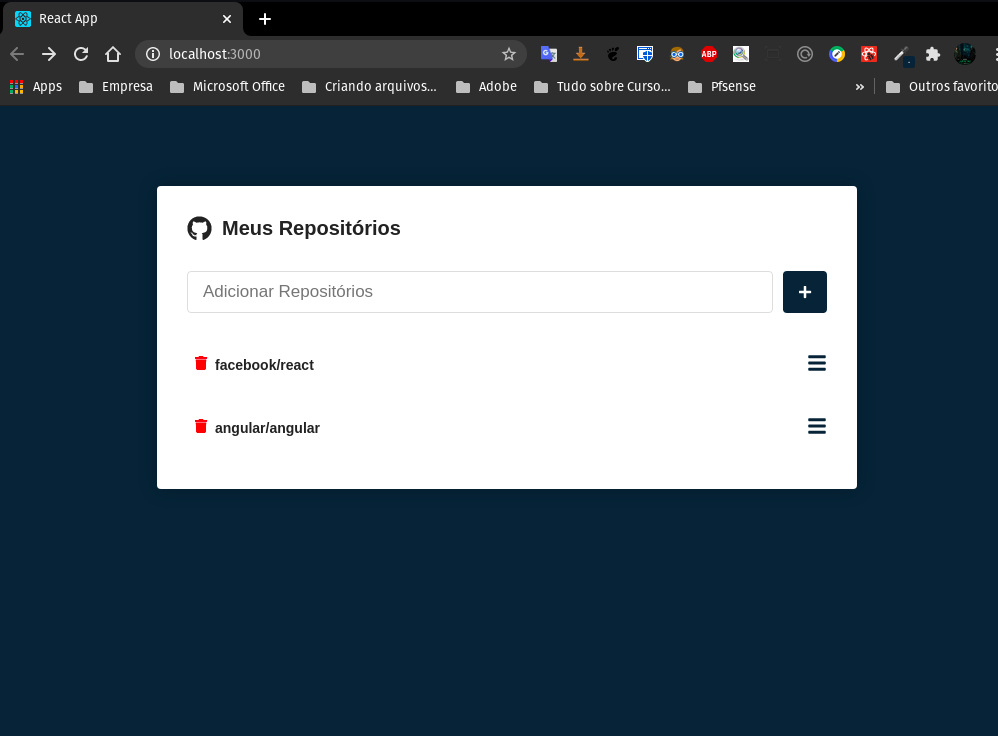 React App
localhost:3000
ABP
Apps Empresa Microsoft Office Criando arquivos... Adobe Tudo sobre Curso... Pfsense » Outros favorito
Meus Repositórios
Adicionar Repositórios
facebook/react
angular/angular